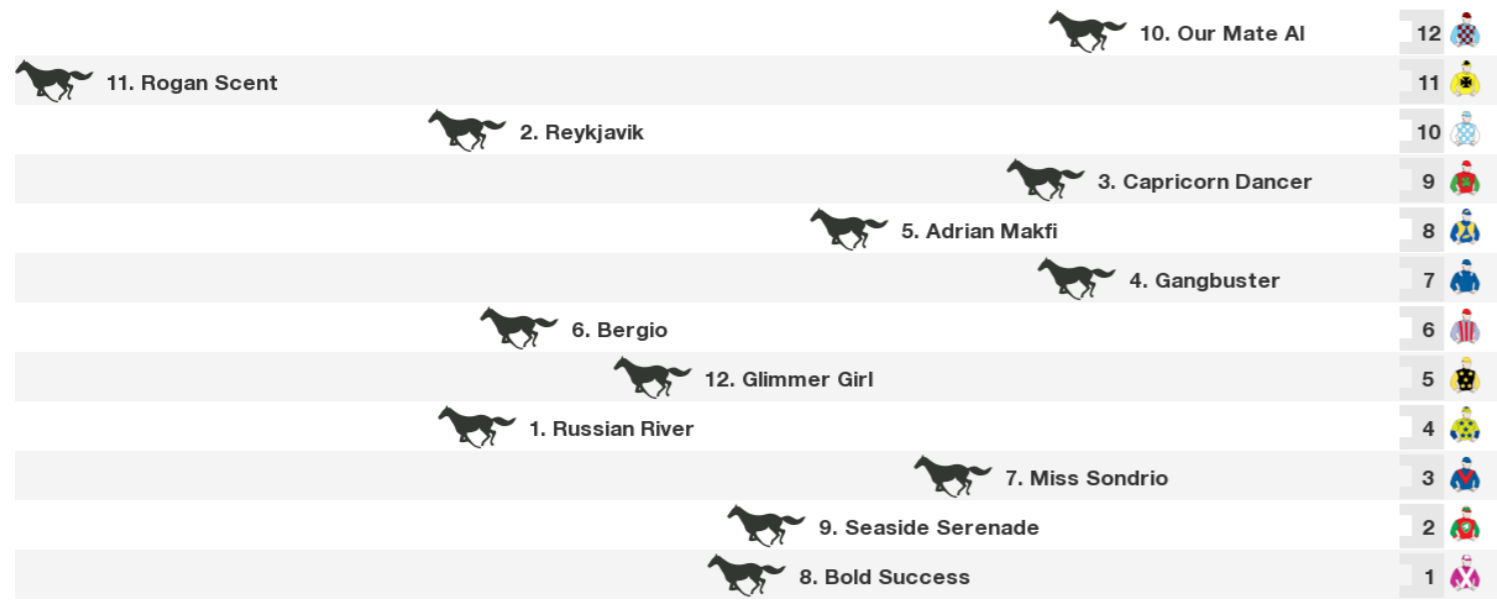 10. Our Mate Al 12
11. Rogan Scent 11
2. Reykjavik 10
3. Capricorn Dancer 9
5. Adrian Makfi 8
4. Gangbuster 7
6. Bergio 6
12. Glimmer Girl 5
1. Russian River 4
7. Miss Sondrio 3
9. Seaside Serenade 2
8. Bold Success 1